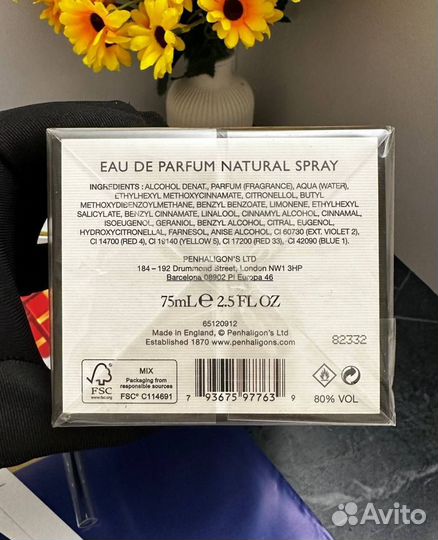 EAU DE PARFUM NATURAL SPRAY
INGREDIENTS : ALCOHOL DENAT., PARFUM (FRAGRANCE), AQUA (WATER),
ETHYLHEXYL METHOXYCINNAMATE, CITRONELLOL, BUTYL
METHOXYDIBENZOYLMETHANE, BENZYL BENZOATE, LIMONENE, ETHYLHEXYL
SALICYLATE, BENZYL CINNAMATE, LINALOOL, CINNAMYL ALCOHOL, CINNAMAL,
ISOEUGENOL, GERANIOL, BENZYL ALCOHOL, CITRAL, EUGENOL,
HYDROXYCITRONELLAL, FARNESOL, ANISE ALCOHOL, CI 60730 (EXT. VIOLET 2),
CI 14700 (RED 4), CI 19140 (YELLOW 5), CI 17200 (RED 33), CI 42090 (BLUE 1).
PENHALIGON'S LTD
184 – 192 Drummond Street, London NW1 3HP
Barcelona 08902 Pl Europa 46
75mL e 2.5 FL OZ
65120912
Made in England, © Penhaligon's Ltd
Established 1870 www.penhaligons.com
82332
FSC
www.fsc.org
MIX
Packaging from
responsible sources
FSC® C114691
7 93675 97763 9
80% VOL
Avito